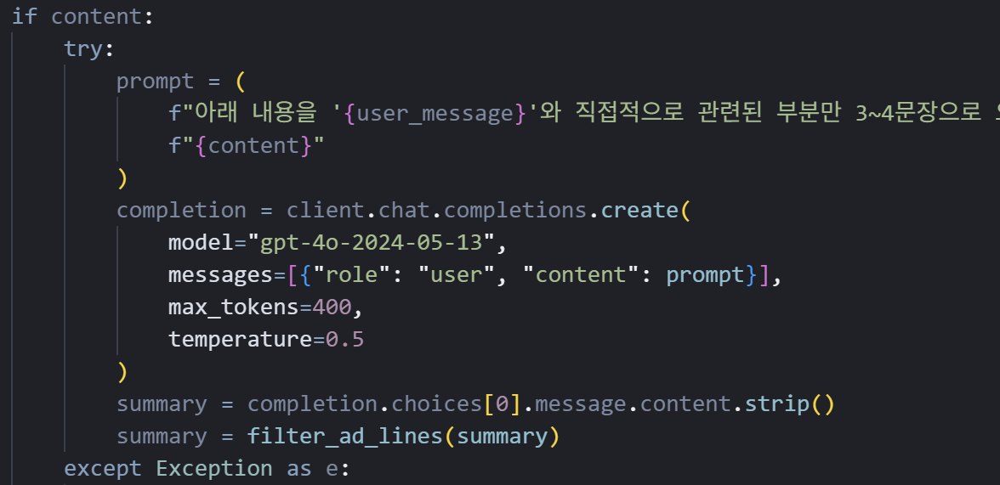 if content:
    try:
        prompt = (
            f"아래 내용을 '{user_message}'와 직접적으로 관련된 부분만 3~4문장으로
            f"{content}"
        )
        completion = client.chat.completions.create(
            model="gpt-4o-2024-05-13",
            messages=[{"role": "user", "content": prompt}],
            max_tokens=400,
            temperature=0.5
        )
        summary = completion.choices[0].message.content.strip()
        summary = filter_ad_lines(summary)
    except Exception as e: